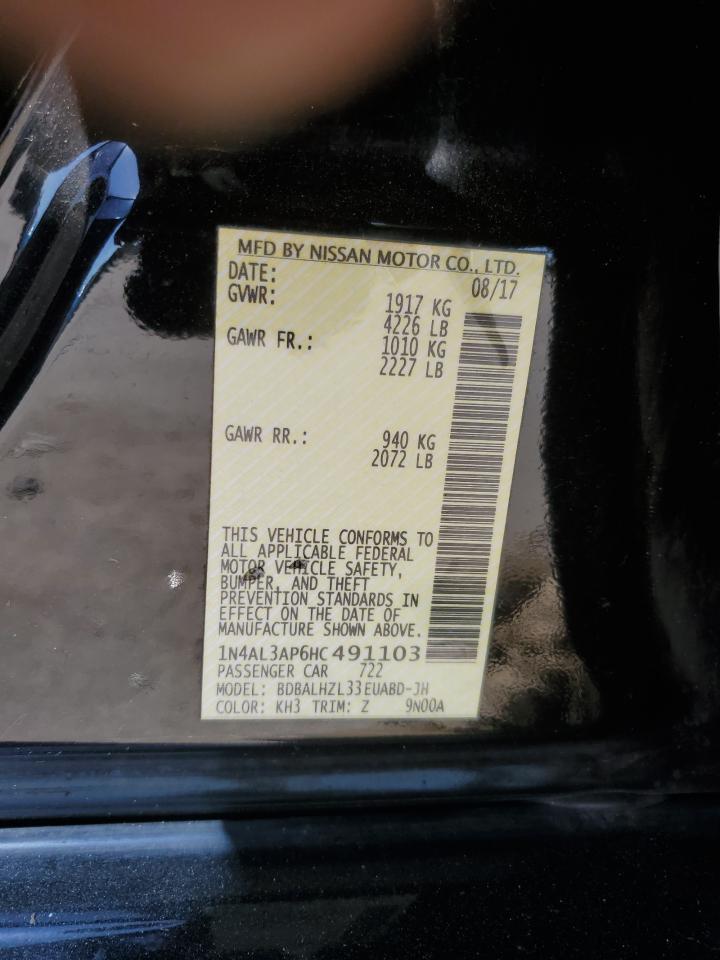 MFD BY NISSAN MOTOR CO., LTD.
DATE: 08/17
GVWR: 1917 KG
4226 LB
GAWR FR.: 1010 KG
2227 LB
GAWR RR.: 940 KG
2072 LB
THIS VEHICLE CONFORMS TO
ALL APPLICABLE FEDERAL
MOTOR VEHICLE SAFETY,
BUMPER, AND THEFT
PREVENTION STANDARDS IN
EFFECT ON THE DATE OF
MANUFACTURE SHOWN ABOVE.
1N4AL3AP6HC491103
PASSENGER CAR 722
MODEL: BDBALHZL33EUABD-JH
COLOR: KH3 TRIM: Z 9N00A